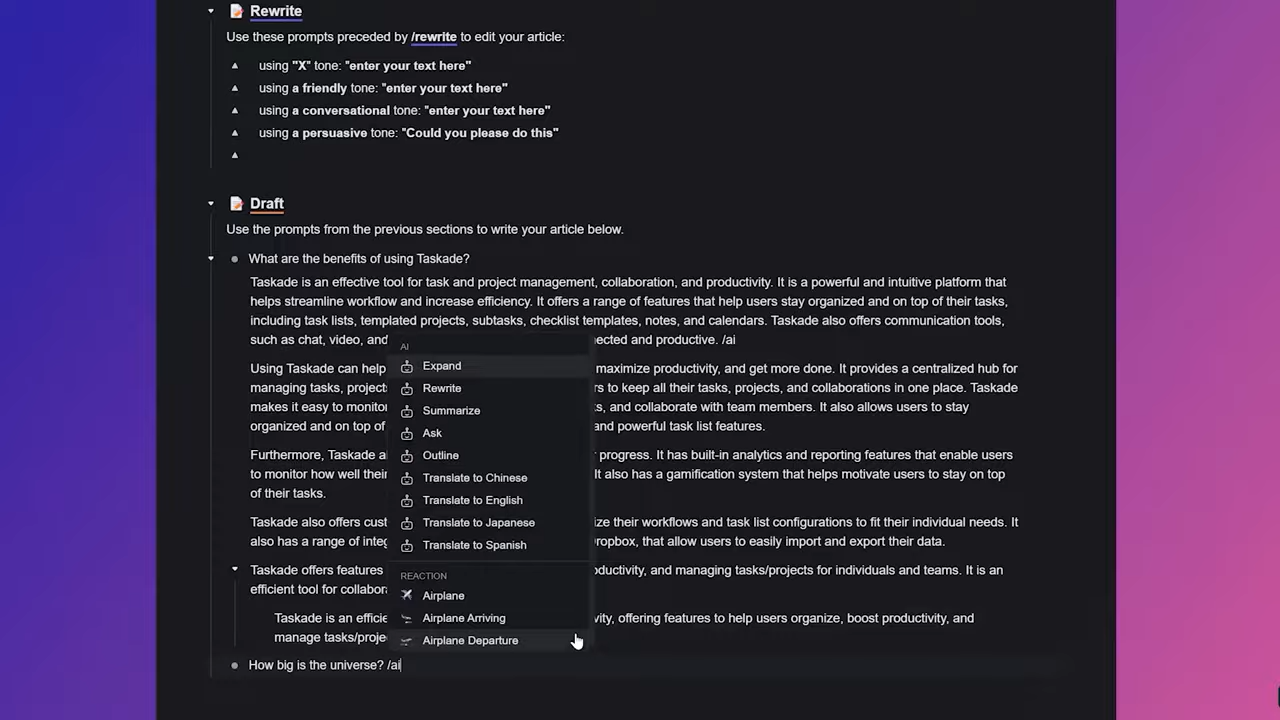 Rewrite
Use these prompts preceded by /rewrite to edit your article:
using "X" tone: "enter your text here"
using a friendly tone: "enter your text here"
using a conversational tone: "enter your text here"
using a persuasive tone: "Could you please do this"
Draft
Use the prompts from the previous sections to write your article below.
What are the benefits of using Taskade?
Taskade is an effective tool for task and project management, collaboration, and productivity. It is a powerful and intuitive platform that
helps streamline workflow and increase efficiency. It offers a range of features that help users stay organized and on top of their tasks,
including task lists, templated projects, subtasks, checklist templates, notes, and calendars. Taskade also offers communication tools,
such as chat, video, and nected and productive. /ai
Using Taskade can help maximize productivity, and get more done. It provides a centralized hub for
managing tasks, projects rs to keep all their tasks, projects, and collaborations in one place. Taskade
makes it easy to monitor s, and collaborate with team members. It also allows users to stay
organized and on top of and powerful task list features.
Furthermore, Taskade al progress. It has built-in analytics and reporting features that enable users
to monitor how well their It also has a gamification system that helps motivate users to stay on top
of their tasks.
Taskade also offers cust ize their workflows and task list configurations to fit their individual needs. It
also has a range of integ ropbox, that allow users to easily import and export their data.
Taskade offers features oductivity, and managing tasks/projects for individuals and teams. It is an
efficient tool for collabora
Taskade is an efficie vity, offering features to help users organize, boost productivity, and
manage tasks/proje
How big is the universe? /ai
AI
Expand
Rewrite
Summarize
Ask
Outline
Translate to Chinese
Translate to English
Translate to Japanese
Translate to Spanish
REACTION
Airplane
Airplane Arriving
Airplane Departure